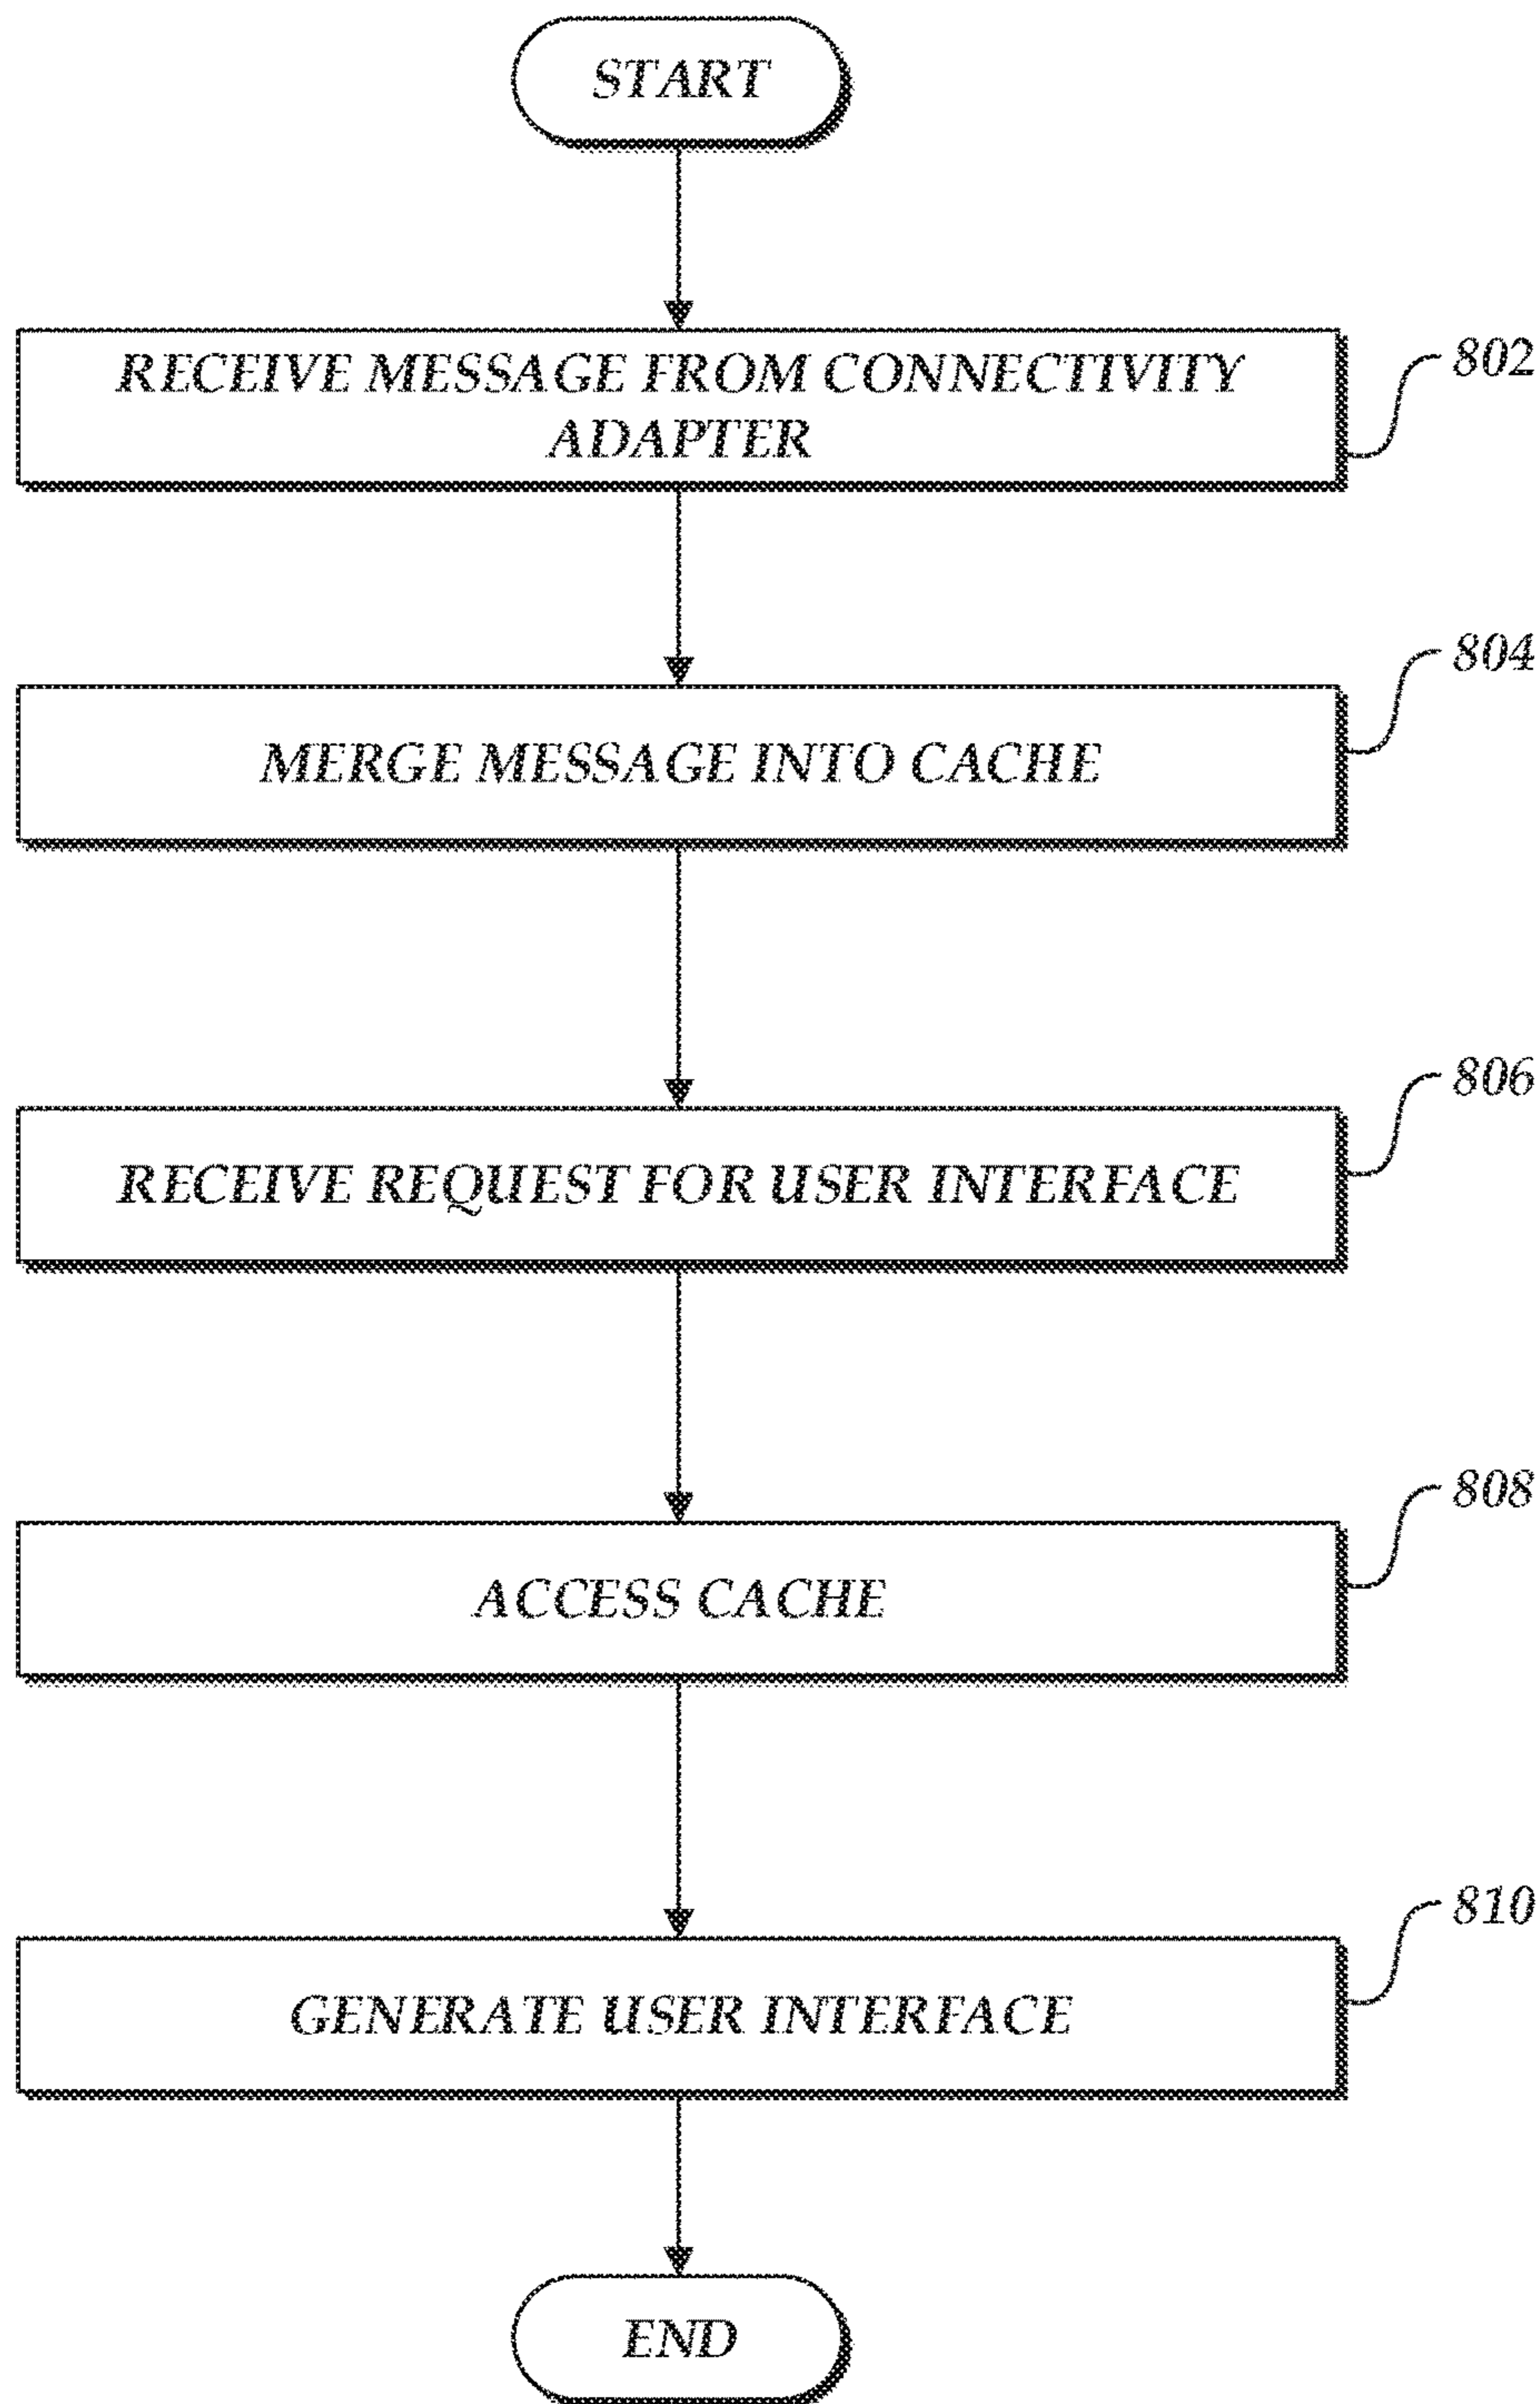 START
RECEIVE MESSAGE FROM CONNECTIVITY
ADAPTER
802
MERGE MESSAGE INTO CACHE
804
RECEIVE REQUEST FOR USER INTERFACE
806
ACCESS CACHE
808
GENERATE USER INTERFACE
810
END